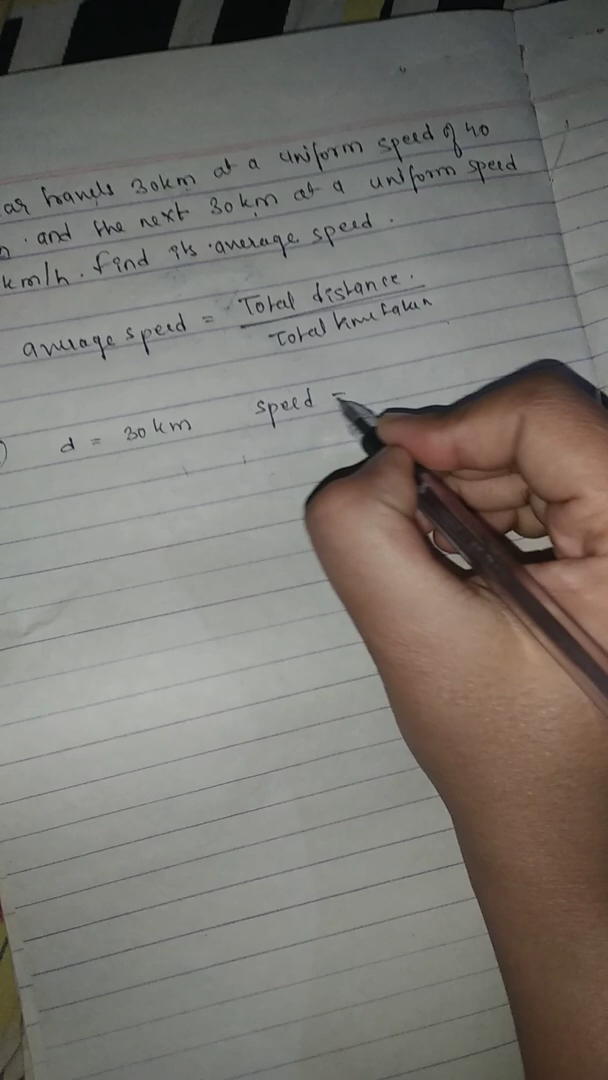 ar travels 30km at a uniform speed of 40
h. and the next 30km at a uniform speed
km/h. find its average speed.
average speed = Total distance.
Total time taken
d = 30 km speed =